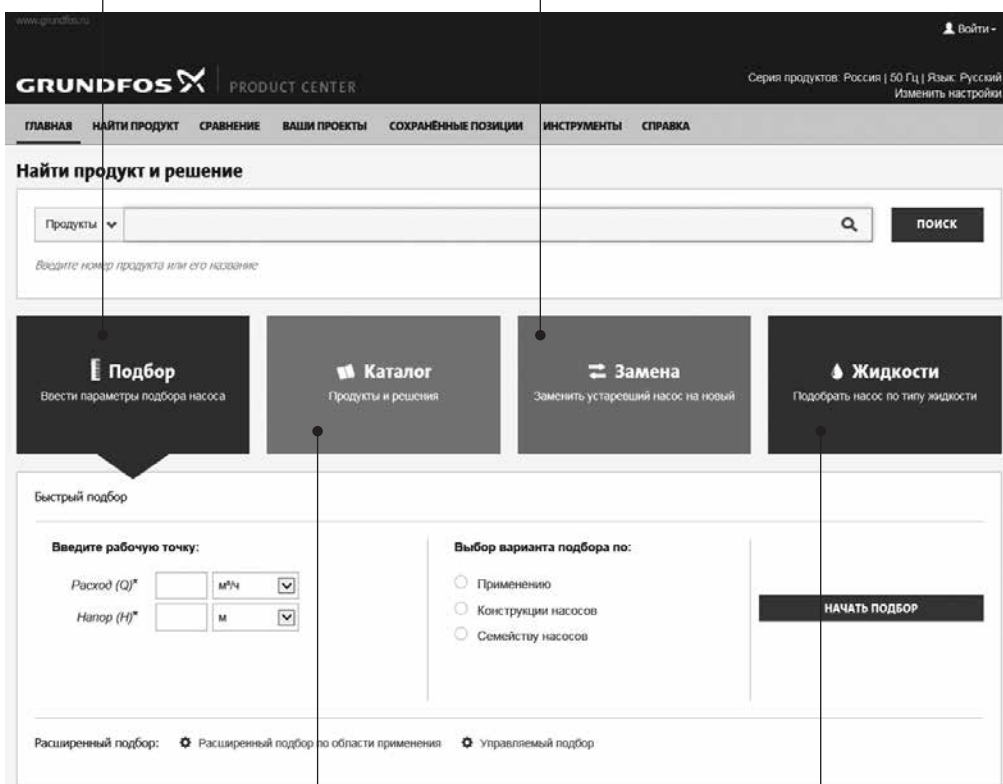 www.grundfos.ru
Войти
GRUNDFOS PRODUCT CENTER
Серия продуктов: Россия | 50 Гц | Язык: Русский
Изменить настройки
ГЛАВНАЯ НАЙТИ ПРОДУКТ СРАВНЕНИЕ ВАШИ ПРОЕКТЫ СОХРАНЁННЫЕ ПОЗИЦИИ ИНСТРУМЕНТЫ СПРАВКА
Найти продукт и решение
Продукты
ПОИСК
Введите номер продукта или его название
Подбор
Ввести параметры подбора насоса
Каталог
Продукты и решения
Замена
Заменить устаревший насос на новый
Жидкости
Подобрать насос по типу жидкости
Быстрый подбор
Введите рабочую точку:
Расход (Q)* м³/ч
Напор (H)* м
Выбор варианта подбора по:
Применению
Конструкции насосов
Семейству насосов
НАЧАТЬ ПОДБОР
Расширенный подбор: Расширенный подбор по области применения Управляемый подбор